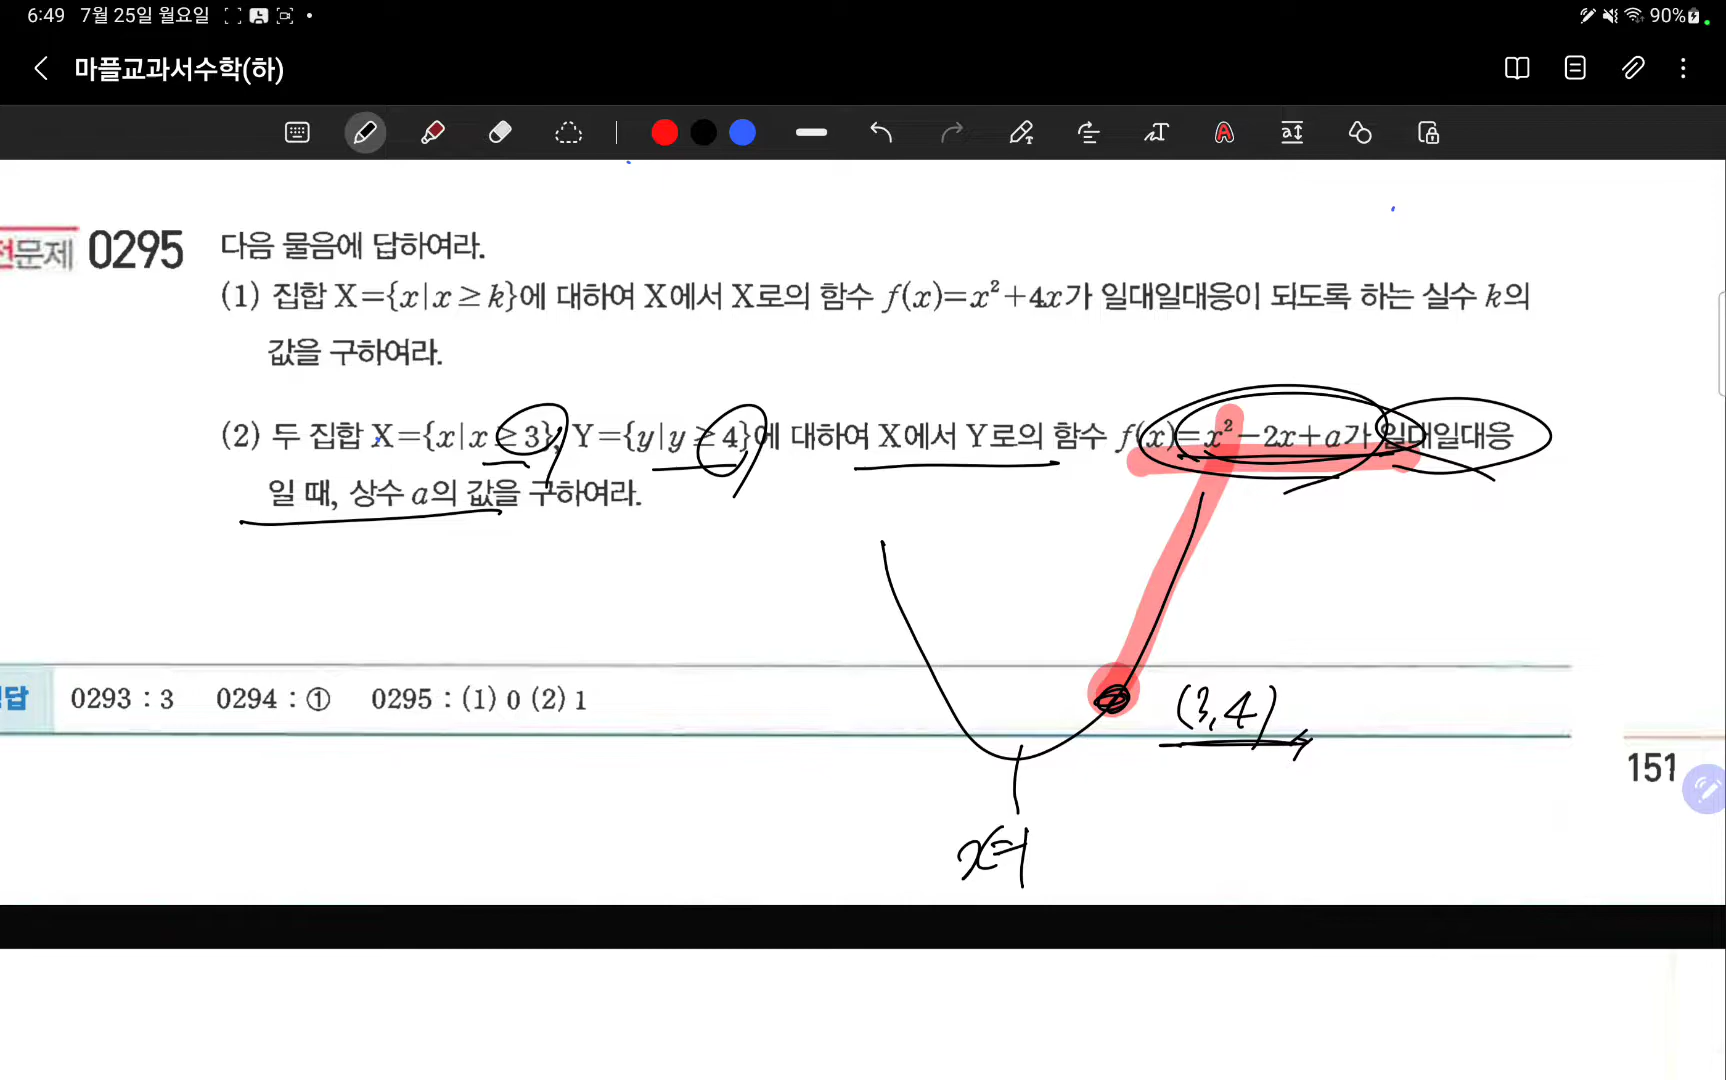 6:49 7월 25일 월요일 90%
마플교과서수학(하)
전문제 0295 다음 물음에 답하여라.
(1) 집합 X={x|x≥k}에 대하여 X에서 X로의 함수 f(x)=x²+4x가 일대일대응이 되도록 하는 실수 k의
값을 구하여라.
(2) 두 집합 X={x|x≥3}, Y={y|y≥4}에 대하여 X에서 Y로의 함수 f(x)=x²-2x+a가 일대일대응
일 때, 상수 a의 값을 구하여라.
답 0293 : 3 0294 : ① 0295 : (1) 0 (2) 1
(3,4)
151
x=1